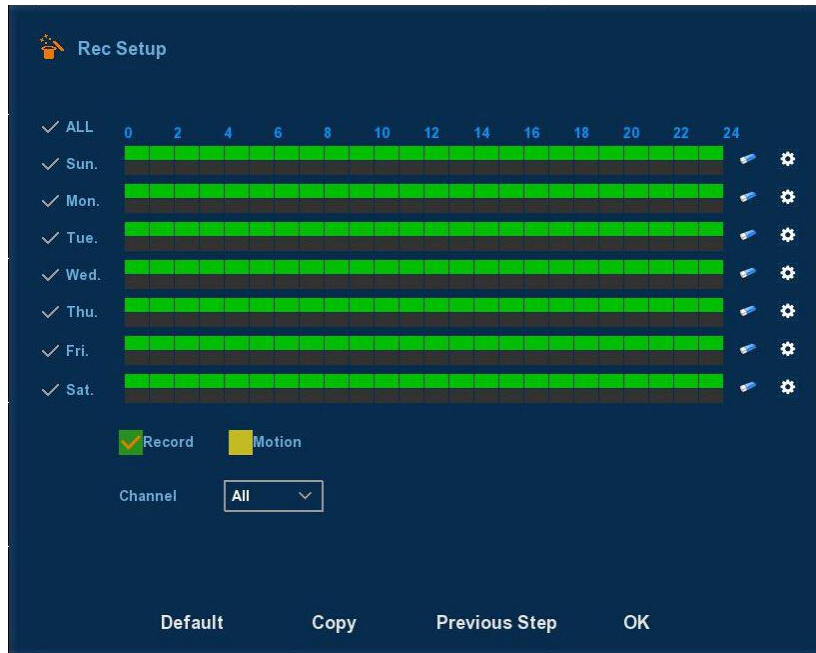 Rec Setup
ALL 0 2 4 6 8 10 12 14 16 18 20 22 24
Sun.
Mon.
Tue.
Wed.
Thu.
Fri.
Sat.
Record Motion
Channel All
Default Copy Previous Step OK